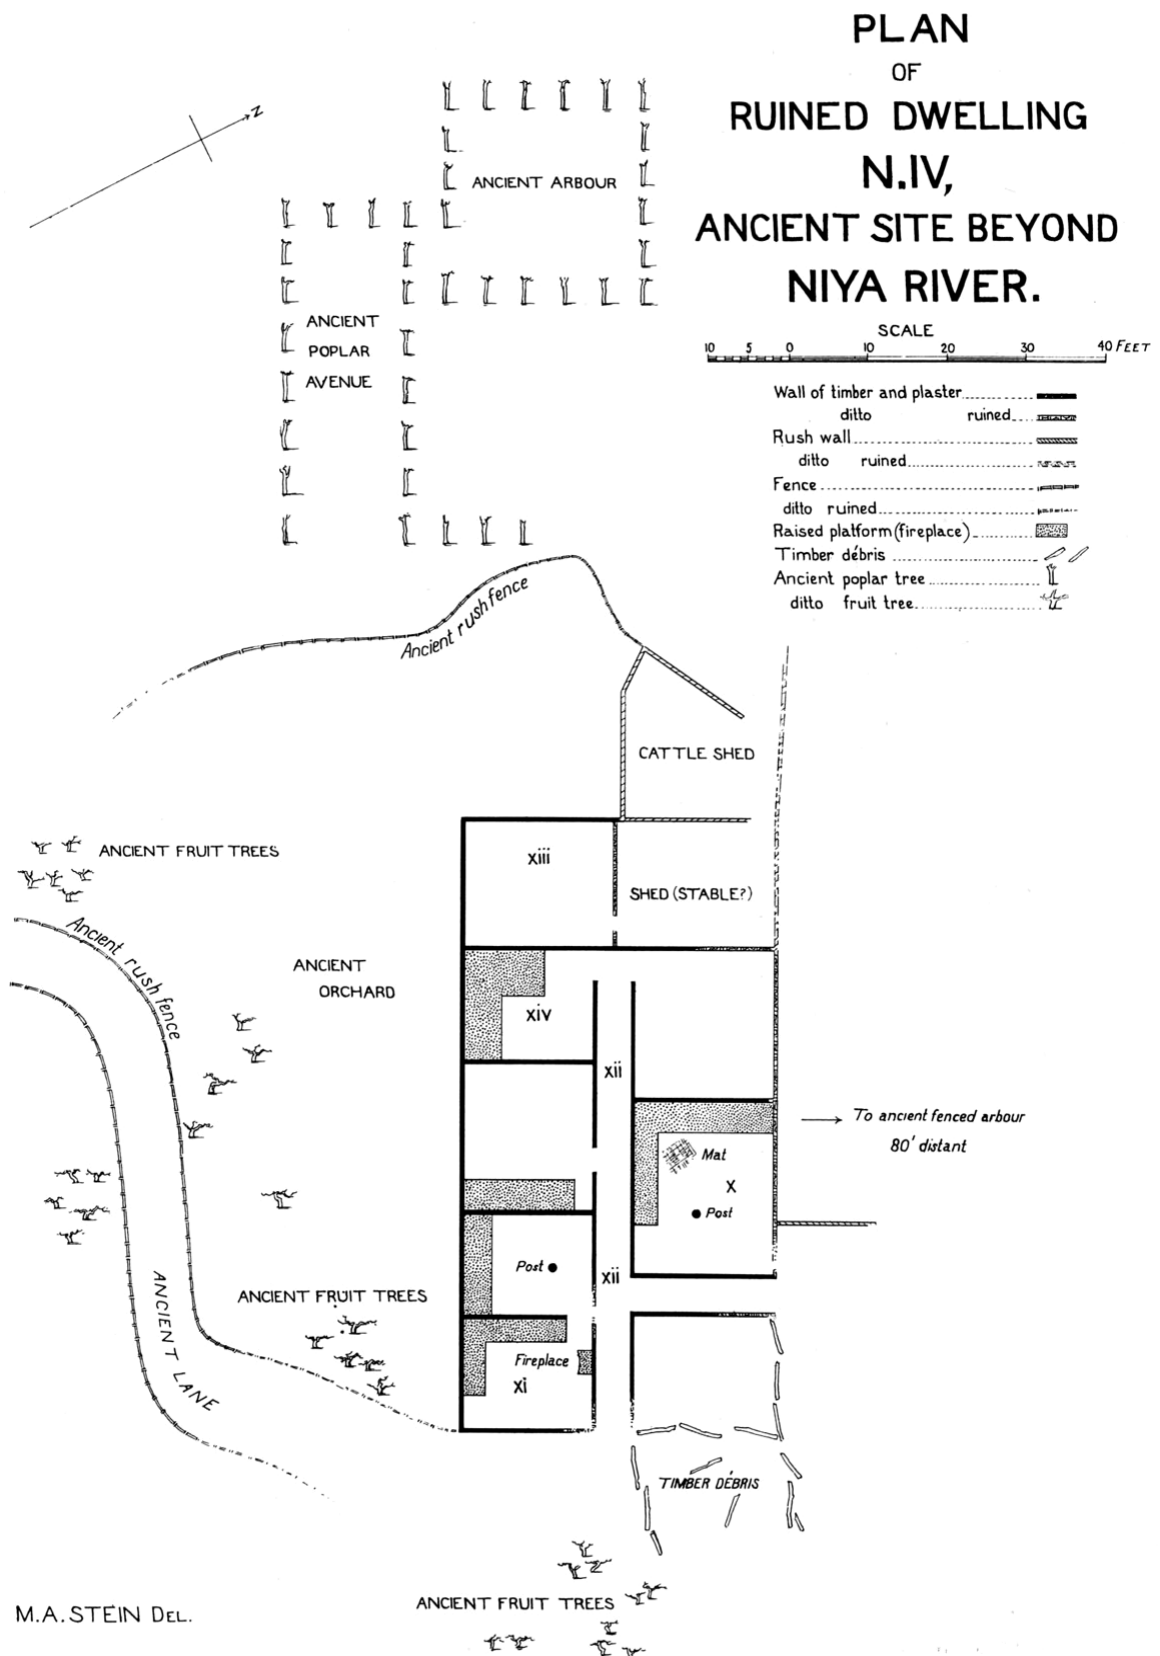 PLAN
OF
RUINED DWELLING
N.IV,
ANCIENT SITE BEYOND
NIYA RIVER.
SCALE
10 5 0 10 20 30 40 FEET
Wall of timber and plaster
ditto ruined
Rush wall
ditto ruined
Fence
ditto ruined
Raised platform (fireplace)
Timber débris
Ancient poplar tree
ditto fruit tree
N
ANCIENT ARBOUR
ANCIENT
POPLAR
AVENUE
Ancient rush fence
CATTLE SHED
ANCIENT FRUIT TREES
xiii
SHED (STABLE?)
Ancient rush fence
ANCIENT
ORCHARD
xiv
xii
To ancient fenced arbour
80' distant
Mat
x
Post
Post
xii
ANCIENT FRUIT TREES
ANCIENT LANE
Fireplace
xi
TIMBER DÉBRIS
ANCIENT FRUIT TREES
M.A. STEIN DEL.